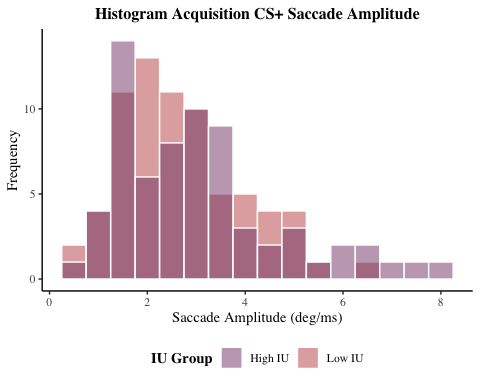 Histogram Acquisition CS+ Saccade Amplitude
Frequency
10
5
0
0 2 4 6 8
Saccade Amplitude (deg/ms)
IU Group High IU Low IU